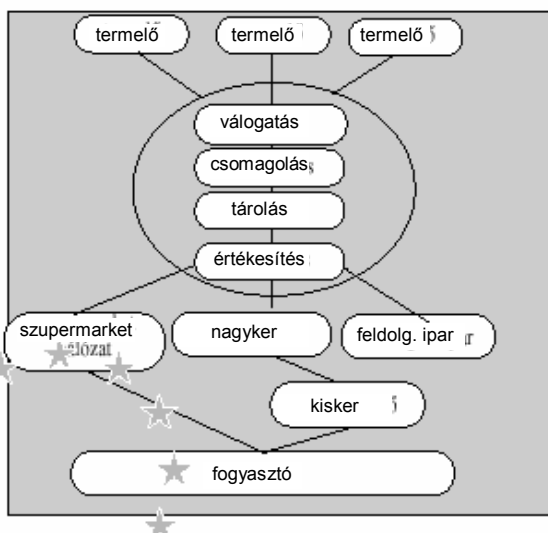 termelő
termelő
termelő
válogatás
csomagolás
tárolás
értékesítés
szupermarket
nagyker
feldolg. ipar
kisker
fogyasztó